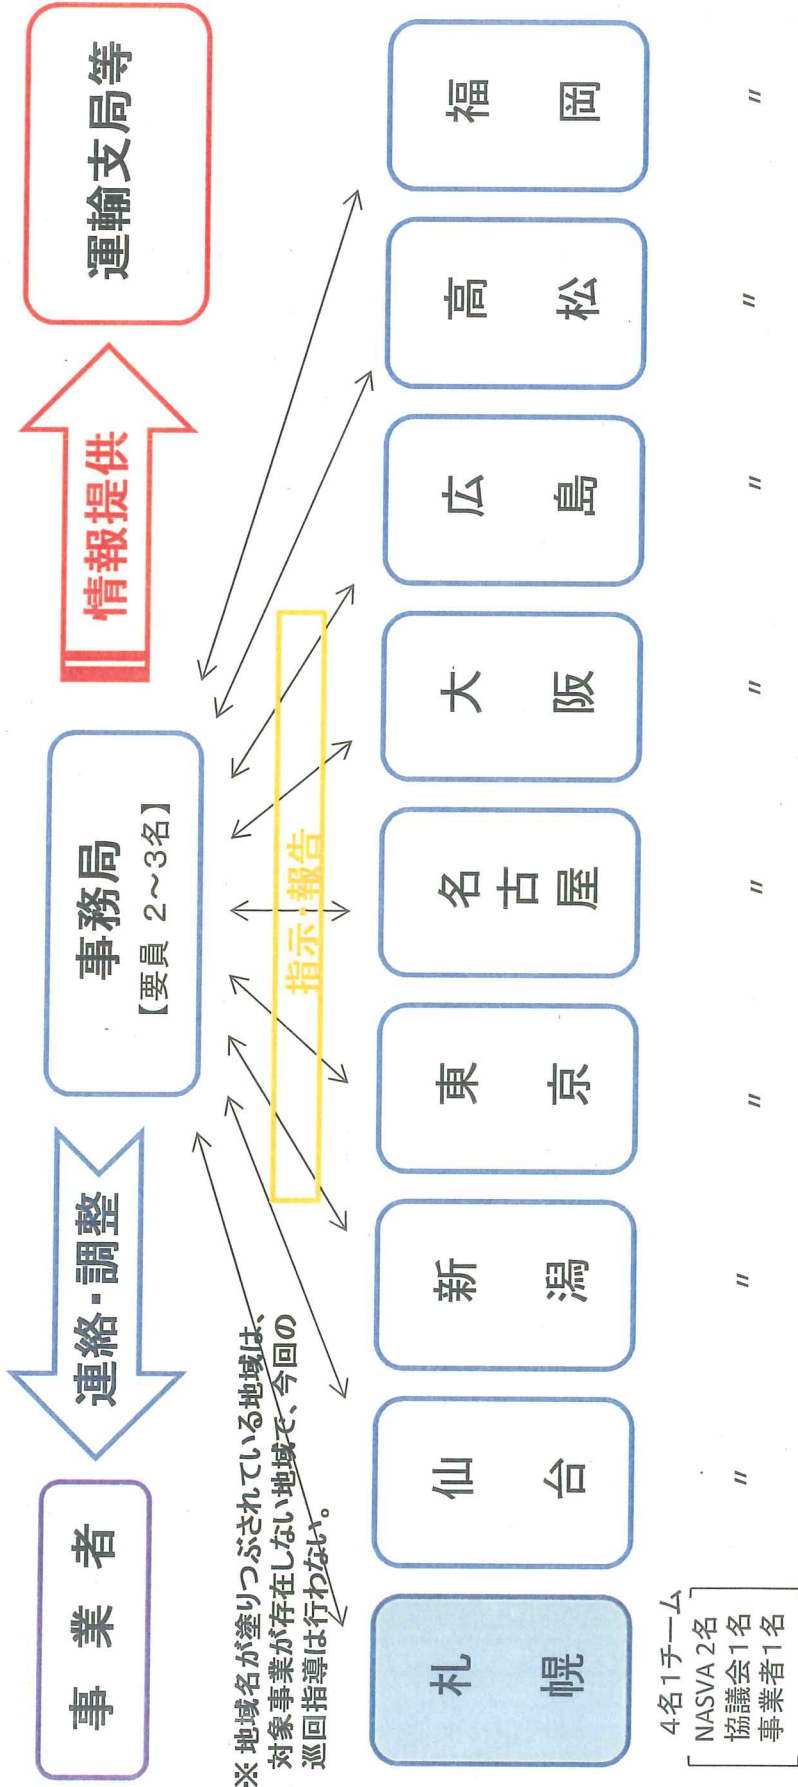 事業者
連絡・調整
事務局
【要員 2～3名】
情報提供
運輸支局等
※ 地域名が塗りつぶされている地域は、
対象事業が存在しない地域で、今回の
巡回指導は行わない。
指示・報告
札幌
仙台
新潟
東京
名古屋
大阪
広島
高松
福岡
4名1チーム
NASVA 2名
協議会1名
事業者1名
〃
〃
〃
〃
〃
〃
〃
〃